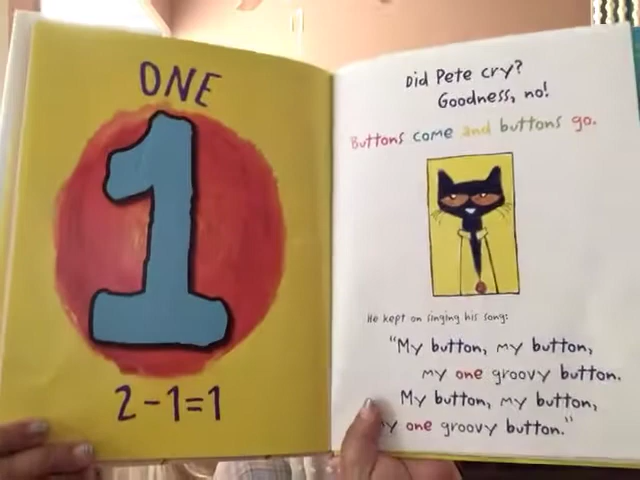 ONE
1
2-1=1
Did Pete cry?
Goodness, no!
Buttons come and buttons go.
He kept on singing his song:
"My button, my button,
my one groovy button.
My button, my button,
y one groovy button."